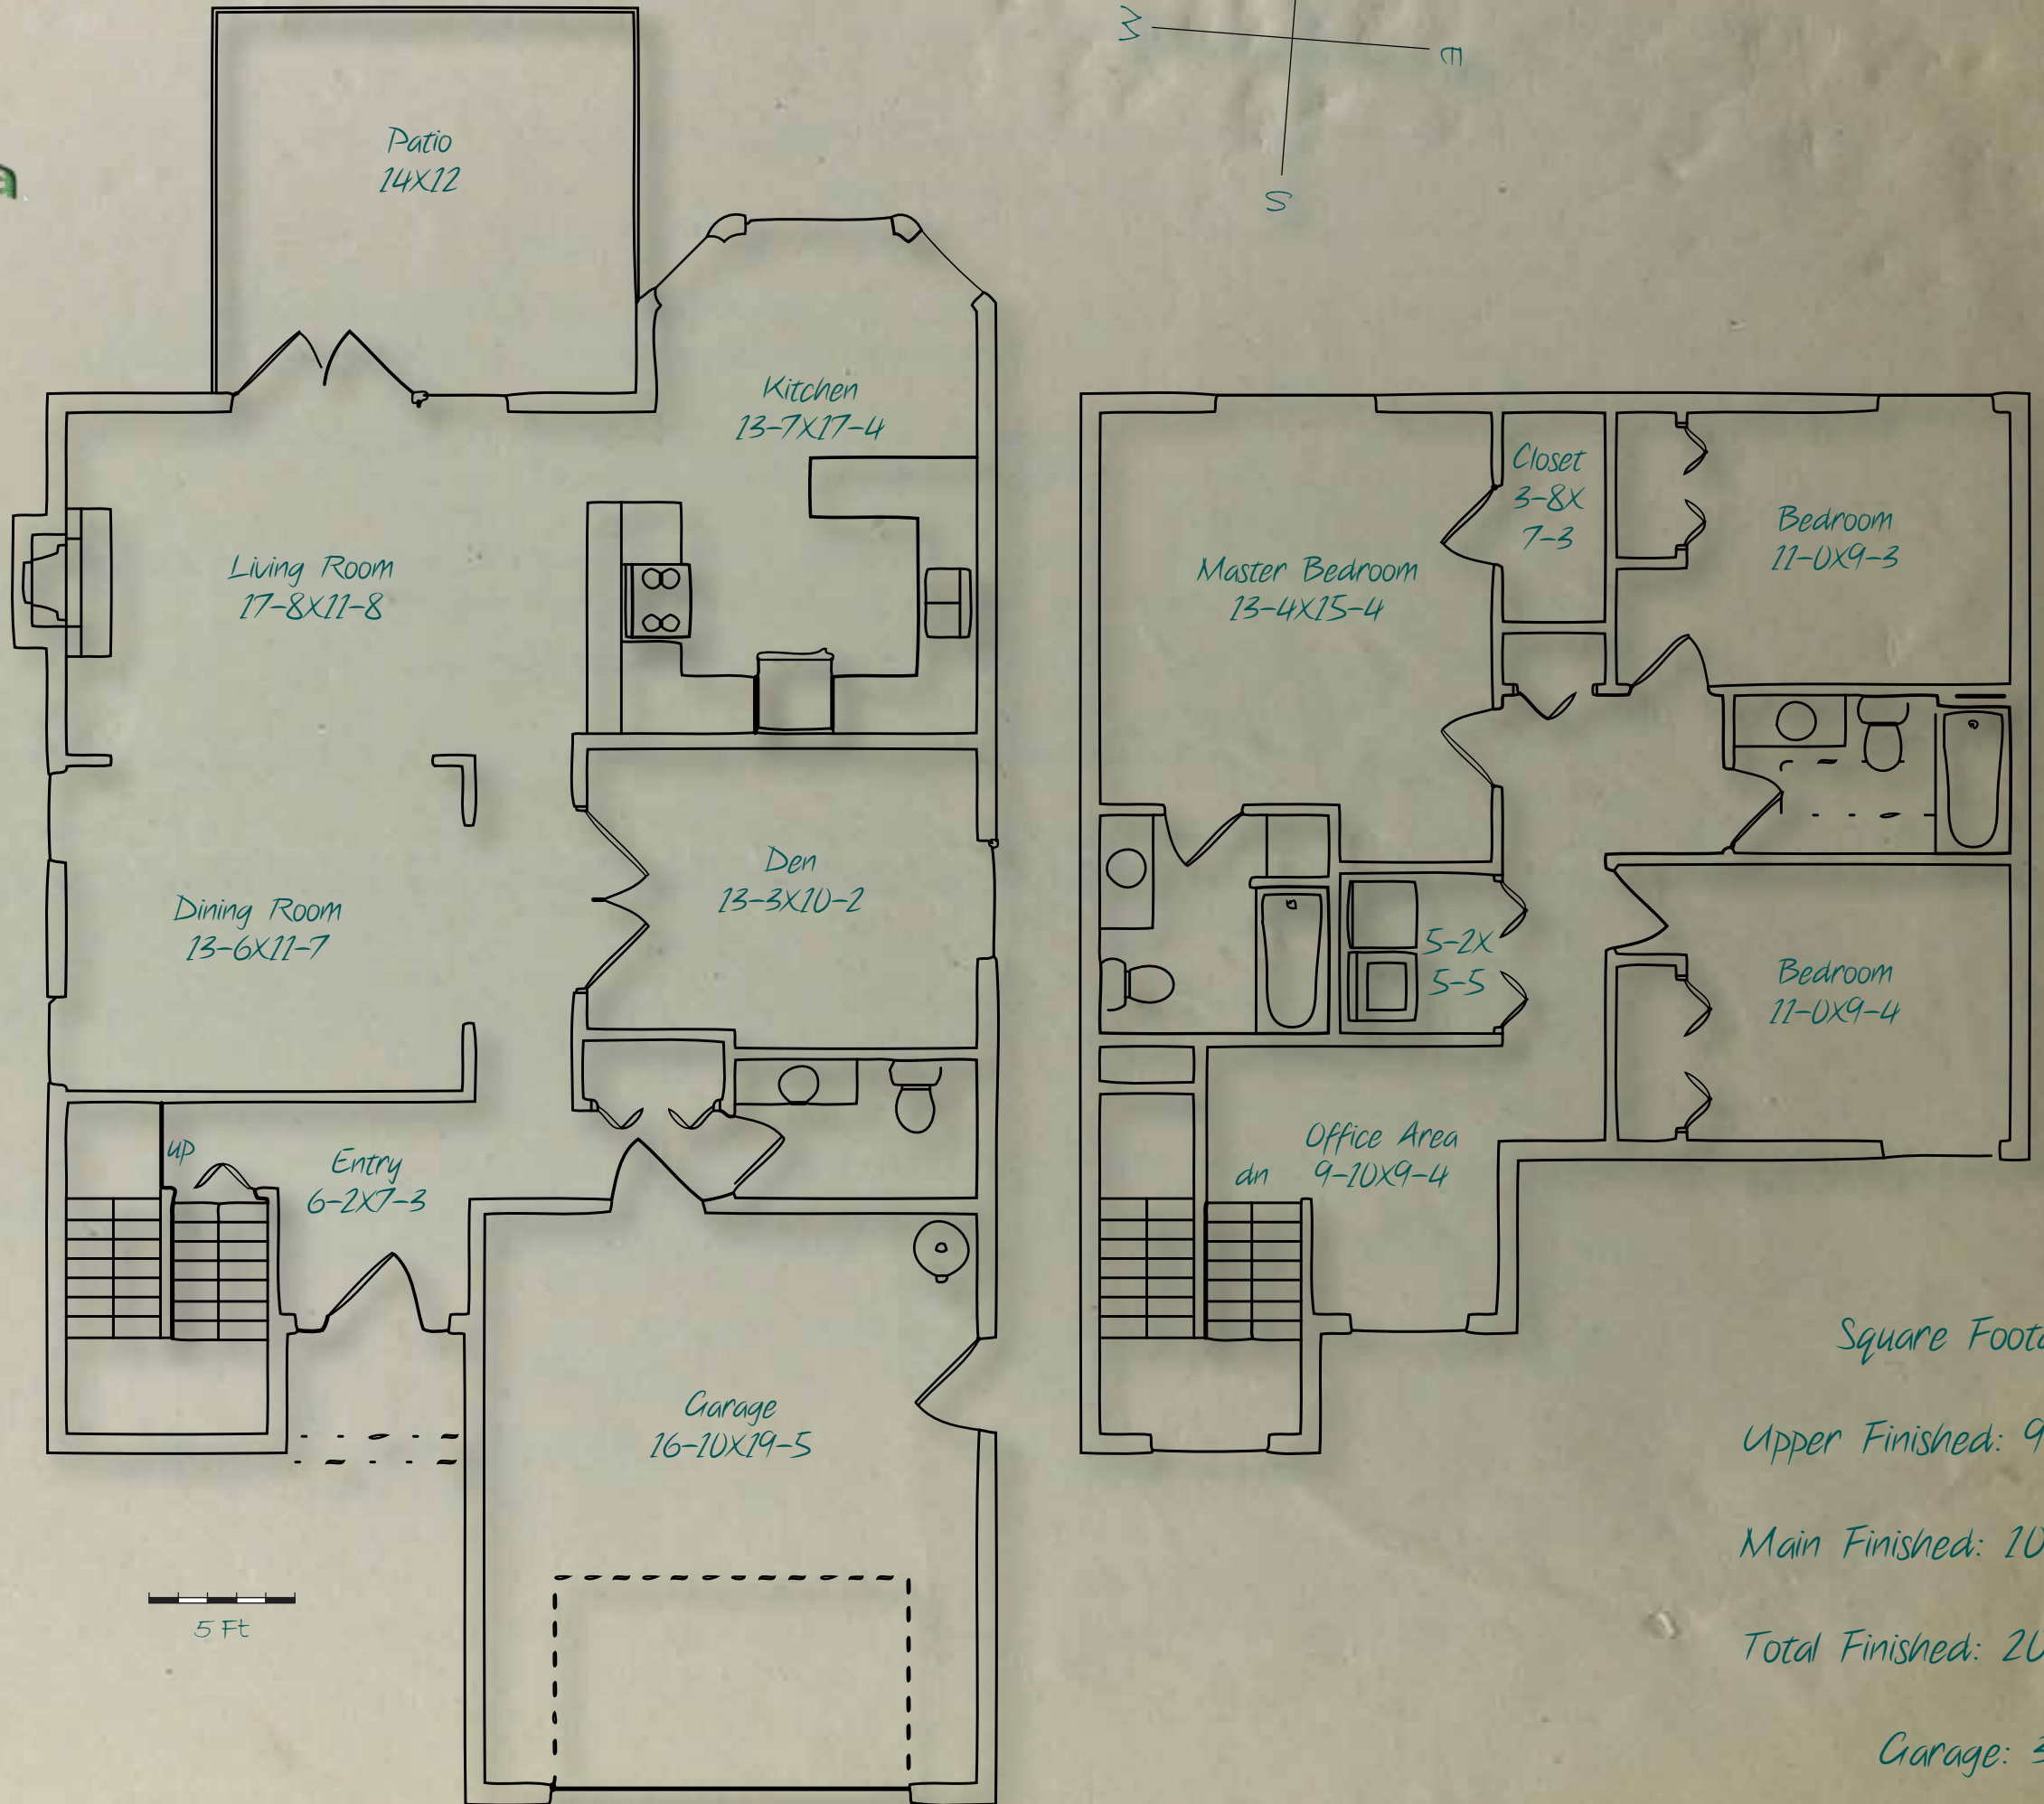 W
E
S
Patio
14X12
Kitchen
13-7X17-4
Living Room
17-8X11-8
Den
13-3X10-2
Dining Room
13-6X11-7
up
Entry
6-2X7-3
Garage
16-10X19-5
5 Ft
Closet
3-8X
7-3
Bedroom
11-0X9-3
Master Bedroom
13-4X15-4
5-2X
5-5
Bedroom
11-0X9-4
Office Area
9-10X9-4
dn
Square
Upper Finished:
Main Finished:
Total Finished:
Garage: